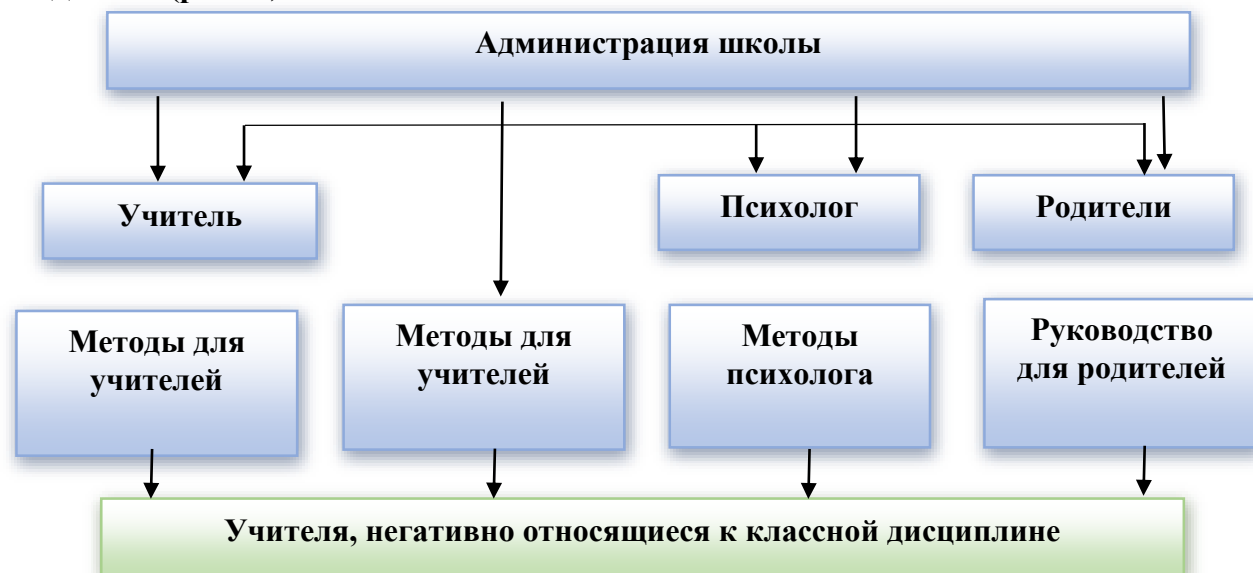 Администрация школы
Учитель
Психолог
Родители
Методы для
учителей
Методы для
учителей
Методы
психолога
Руководство
для родителей
Учителя, негативно относящиеся к классной дисциплине